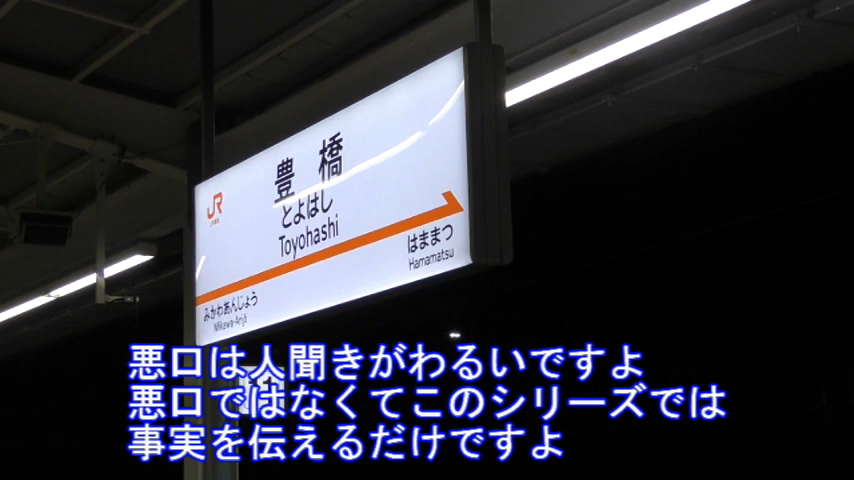 豊橋
とよはし
Toyohashi
JR
はままつ
Hamamatsu
みかわあんじょう
Mikawa-Anjō
悪口は人聞きがわるいですよ
悪口ではなくてこのシリーズでは
事実を伝えるだけですよ